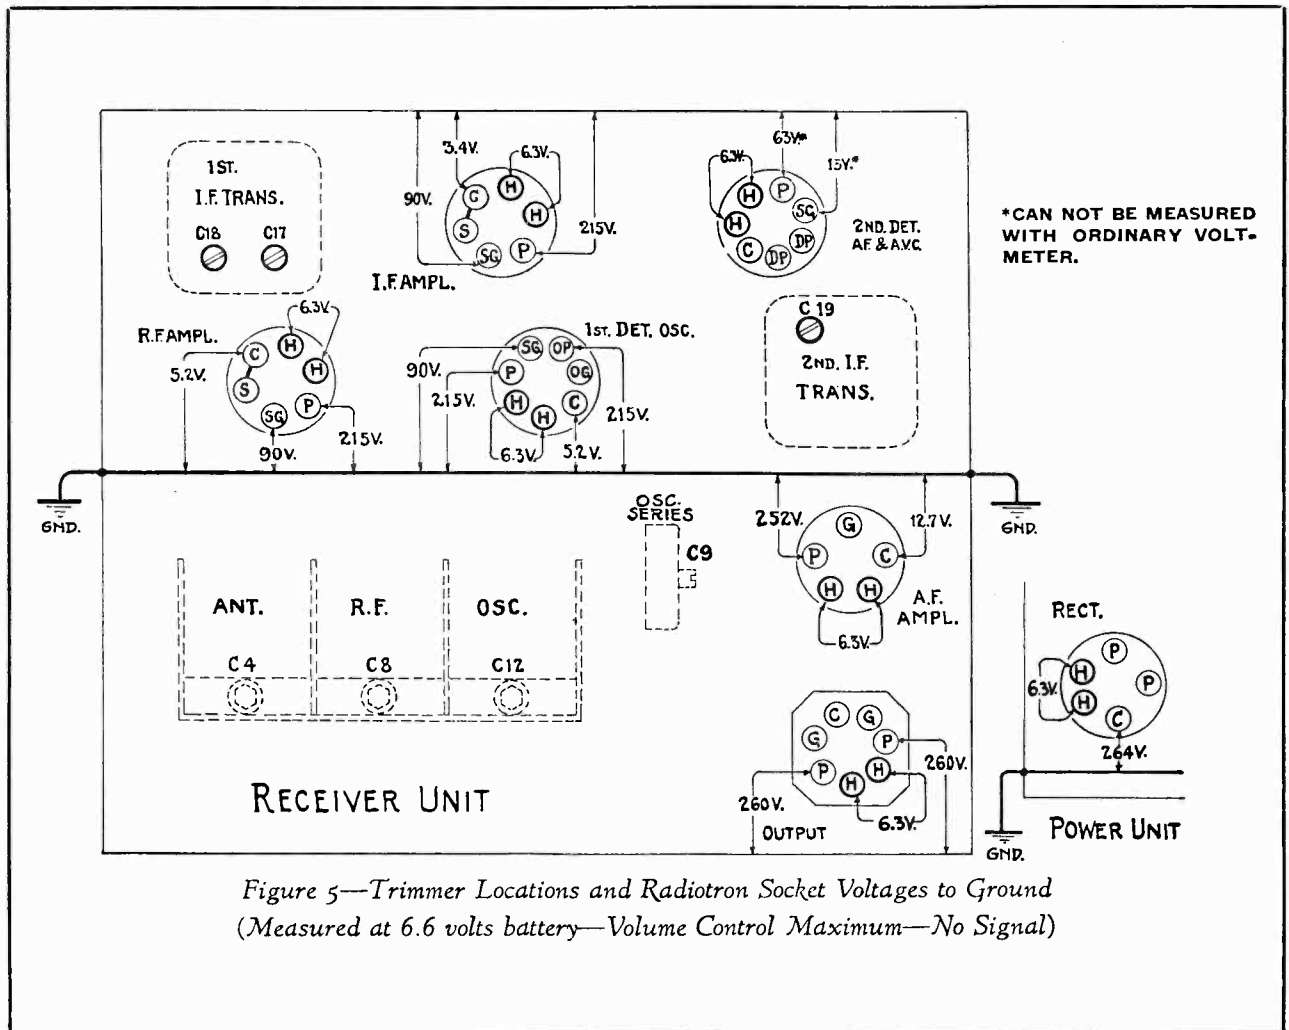 3.4V.
6.3V.
63V.*
6.3V.
15V.*
1ST.
I.F. TRANS.
C18 C17
90V.
G H H S SG P
215V.
I.F. AMPL.
H P SG H C DP DP
2ND. DET.
A.F. & A.V.C.
*CAN NOT BE MEASURED
WITH ORDINARY VOLT-
METER.
R.F. AMPL.
6.3V.
C H H S SG P
5.2V.
90V.
215V.
1ST. DET. OSC.
SG OP P OG H H C
90V.
215V.
6.3V.
5.2V.
215V.
C 19
2ND. I.F.
TRANS.
GND.
GND.
OSC.
SERIES
C9
252V.
12.7V.
G P C H H
6.3V.
A.F.
AMPL.
ANT. R.F. OSC.
C4 C8 C12
RECT.
P H P H C
6.3V.
264V.
C G G P P H H
260V.
260V.
6.3V.
OUTPUT
RECEIVER UNIT
GND.
POWER UNIT
Figure 5—Trimmer Locations and Radiotron Socket Voltages to Ground
(Measured at 6.6 volts battery—Volume Control Maximum—No Signal)